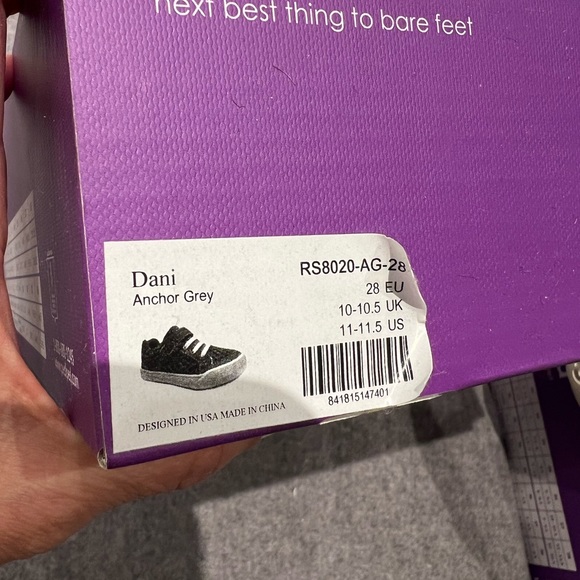 next best thing to bare feet
Dani
Anchor Grey
RS8020-AG-28
28 EU
10-10.5 UK
11-11.5 US
841815147401
DESIGNED IN USA MADE IN CHINA